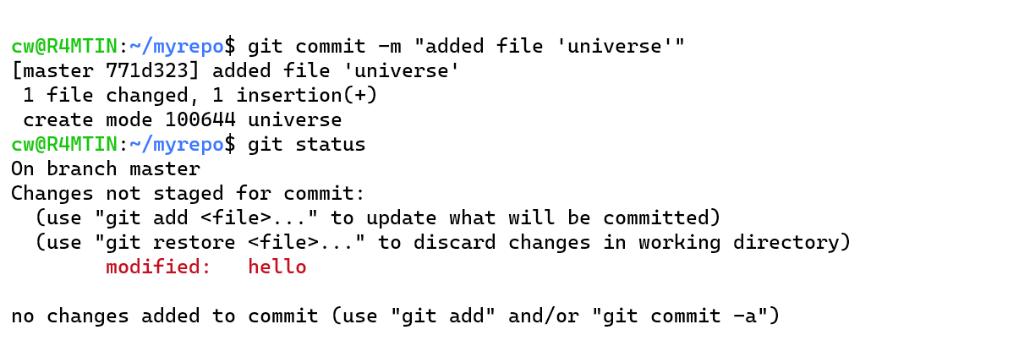 cw@R4MTIN:~/myrepo$ git commit -m "added file 'universe'"
[master 771d323] added file 'universe'
 1 file changed, 1 insertion(+)
 create mode 100644 universe
cw@R4MTIN:~/myrepo$ git status
On branch master
Changes not staged for commit:
  (use "git add <file>..." to update what will be committed)
  (use "git restore <file>..." to discard changes in working directory)
        modified:   hello

no changes added to commit (use "git add" and/or "git commit -a")